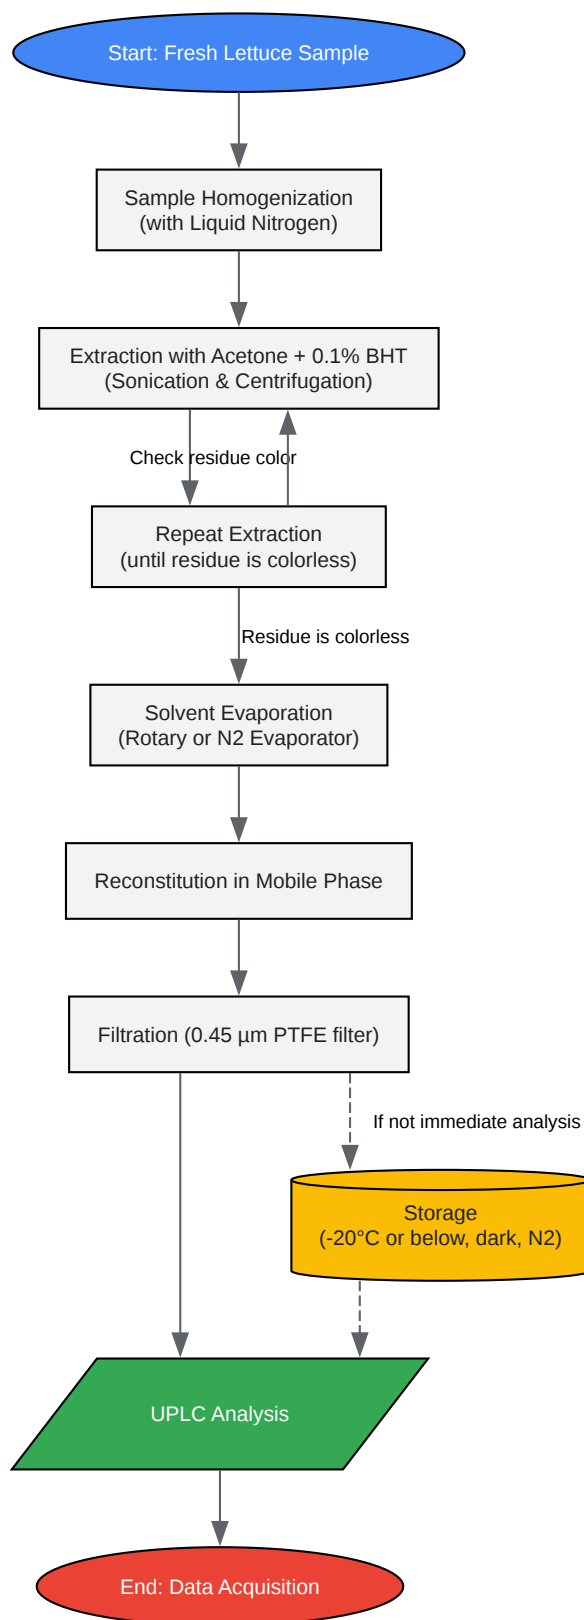 Start: Fresh Lettuce Sample
Sample Homogenization
(with Liquid Nitrogen)
Extraction with Acetone + 0.1% BHT
(Sonication & Centrifugation)
Check residue color
Repeat Extraction
(until residue is colorless)
Residue is colorless
Solvent Evaporation
(Rotary or N2 Evaporator)
Reconstitution in Mobile Phase
Filtration (0.45 µm PTFE filter)
If not immediate analysis
Storage
(-20°C or below, dark, N2)
UPLC Analysis
End: Data Acquisition